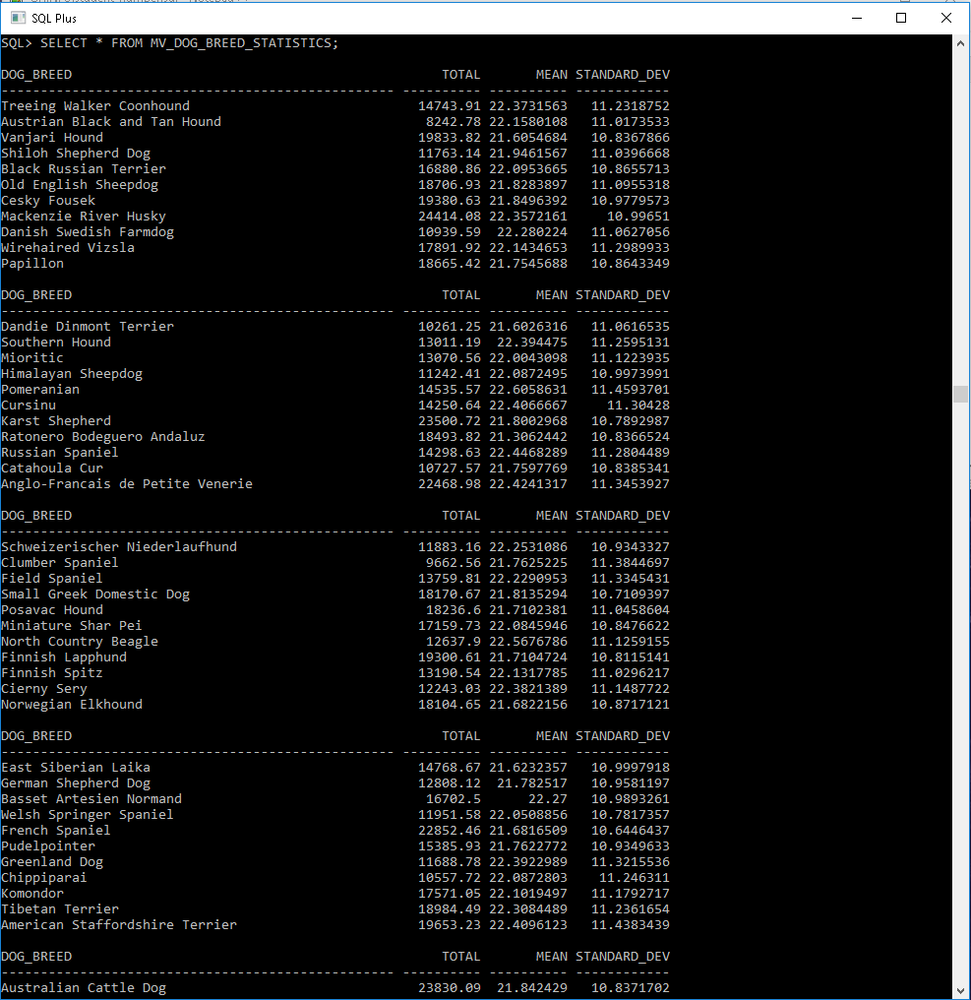 SQL Plus
SQL> SELECT * FROM MV_DOG_BREED_STATISTICS;
DOG_BREED TOTAL MEAN STANDARD_DEV
-------------------------------------------------- ---------- ---------- ------------
Treeing Walker Coonhound 14743.91 22.3731563 11.2318752
Austrian Black and Tan Hound 8242.78 22.1580108 11.0173533
Vanjari Hound 19833.82 21.6054684 10.8367866
Shiloh Shepherd Dog 11763.14 21.9461567 11.0396668
Black Russian Terrier 16880.86 22.0953665 10.8655713
Old English Sheepdog 18706.93 21.8283897 11.0955318
Cesky Fousek 19380.63 21.8496392 10.9779573
Mackenzie River Husky 24414.08 22.3572161 10.99651
Danish Swedish Farmdog 10939.59 22.280224 11.0627056
Wirehaired Vizsla 17891.92 22.1434653 11.2989933
Papillon 18665.42 21.7545688 10.8643349
DOG_BREED TOTAL MEAN STANDARD_DEV
-------------------------------------------------- ---------- ---------- ------------
Dandie Dinmont Terrier 10261.25 21.6026316 11.0616535
Southern Hound 13011.19 22.394475 11.2595131
Mioritic 13070.56 22.0043098 11.1223935
Himalayan Sheepdog 11242.41 22.0872495 10.9973991
Pomeranian 14535.57 22.6058631 11.4593701
Cursinu 14250.64 22.4066667 11.30428
Karst Shepherd 23500.72 21.8002968 10.7892987
Ratonero Bodeguero Andaluz 18493.82 21.3062442 10.8366524
Russian Spaniel 14298.63 22.4468289 11.2804489
Catahoula Cur 10727.57 21.7597769 10.8385341
Anglo-Francais de Petite Venerie 22468.98 22.4241317 11.3453927
DOG_BREED TOTAL MEAN STANDARD_DEV
-------------------------------------------------- ---------- ---------- ------------
Schweizerischer Niederlaufhund 11883.16 22.2531086 10.9343327
Clumber Spaniel 9662.56 21.7625225 11.3844697
Field Spaniel 13759.81 22.2290953 11.3345431
Small Greek Domestic Dog 18170.67 21.8135294 10.7109397
Posavac Hound 18236.6 21.7102381 11.0458604
Miniature Shar Pei 17159.73 22.0845946 10.8476622
North Country Beagle 12637.9 22.5676786 11.1259155
Finnish Lapphund 19300.61 21.7104724 10.8115141
Finnish Spitz 13190.54 22.1317785 11.0296217
Cierny Sery 12243.03 22.3821389 11.1487722
Norwegian Elkhound 18104.65 21.6822156 10.8717121
DOG_BREED TOTAL MEAN STANDARD_DEV
-------------------------------------------------- ---------- ---------- ------------
East Siberian Laika 14768.67 21.6232357 10.9997918
German Shepherd Dog 12808.12 21.782517 10.9581197
Basset Artesien Normand 16702.5 22.27 10.9893261
Welsh Springer Spaniel 11951.58 22.0508856 10.7817357
French Spaniel 22852.46 21.6816509 10.6446437
Pudelpointer 15385.93 21.7622772 10.9349633
Greenland Dog 11688.78 22.3922989 11.3215536
Chippiparai 10557.72 22.0872803 11.246311
Komondor 17571.05 22.1019497 11.1792717
Tibetan Terrier 18984.49 22.3084489 11.2361654
American Staffordshire Terrier 19653.23 22.4096123 11.4383439
DOG_BREED TOTAL MEAN STANDARD_DEV
-------------------------------------------------- ---------- ---------- ------------
Australian Cattle Dog 23830.09 21.842429 10.8371702